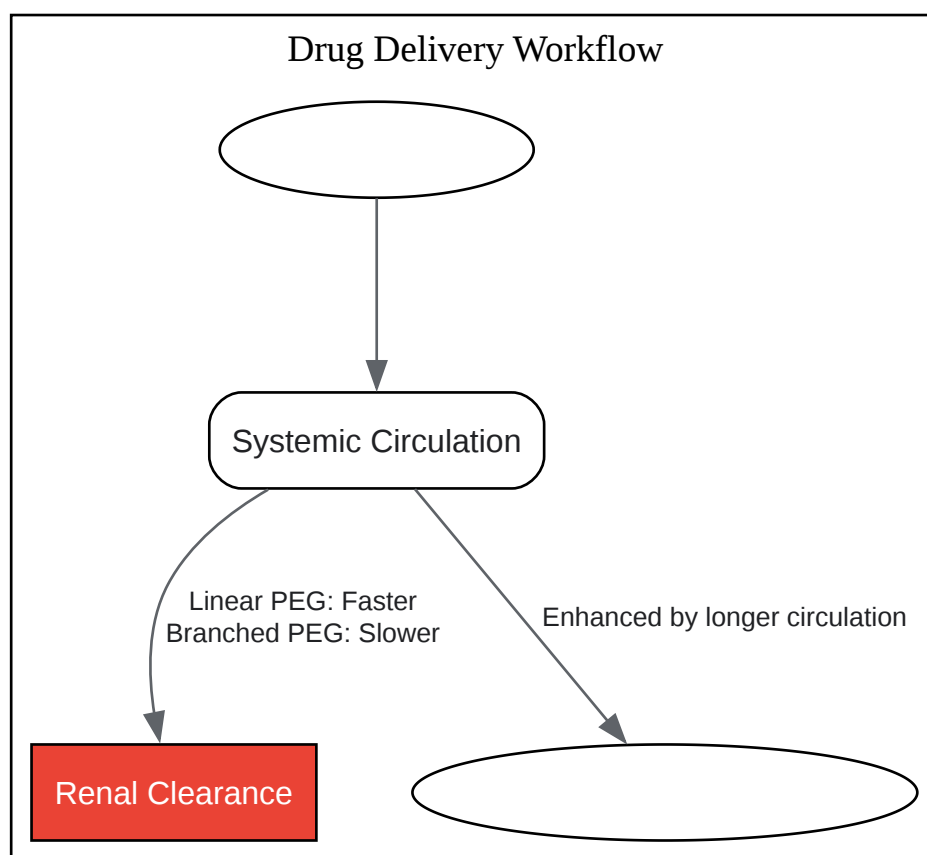 Drug Delivery Workflow
Systemic Circulation
Linear PEG: Faster
Branched PEG: Slower
Enhanced by longer circulation
Renal Clearance